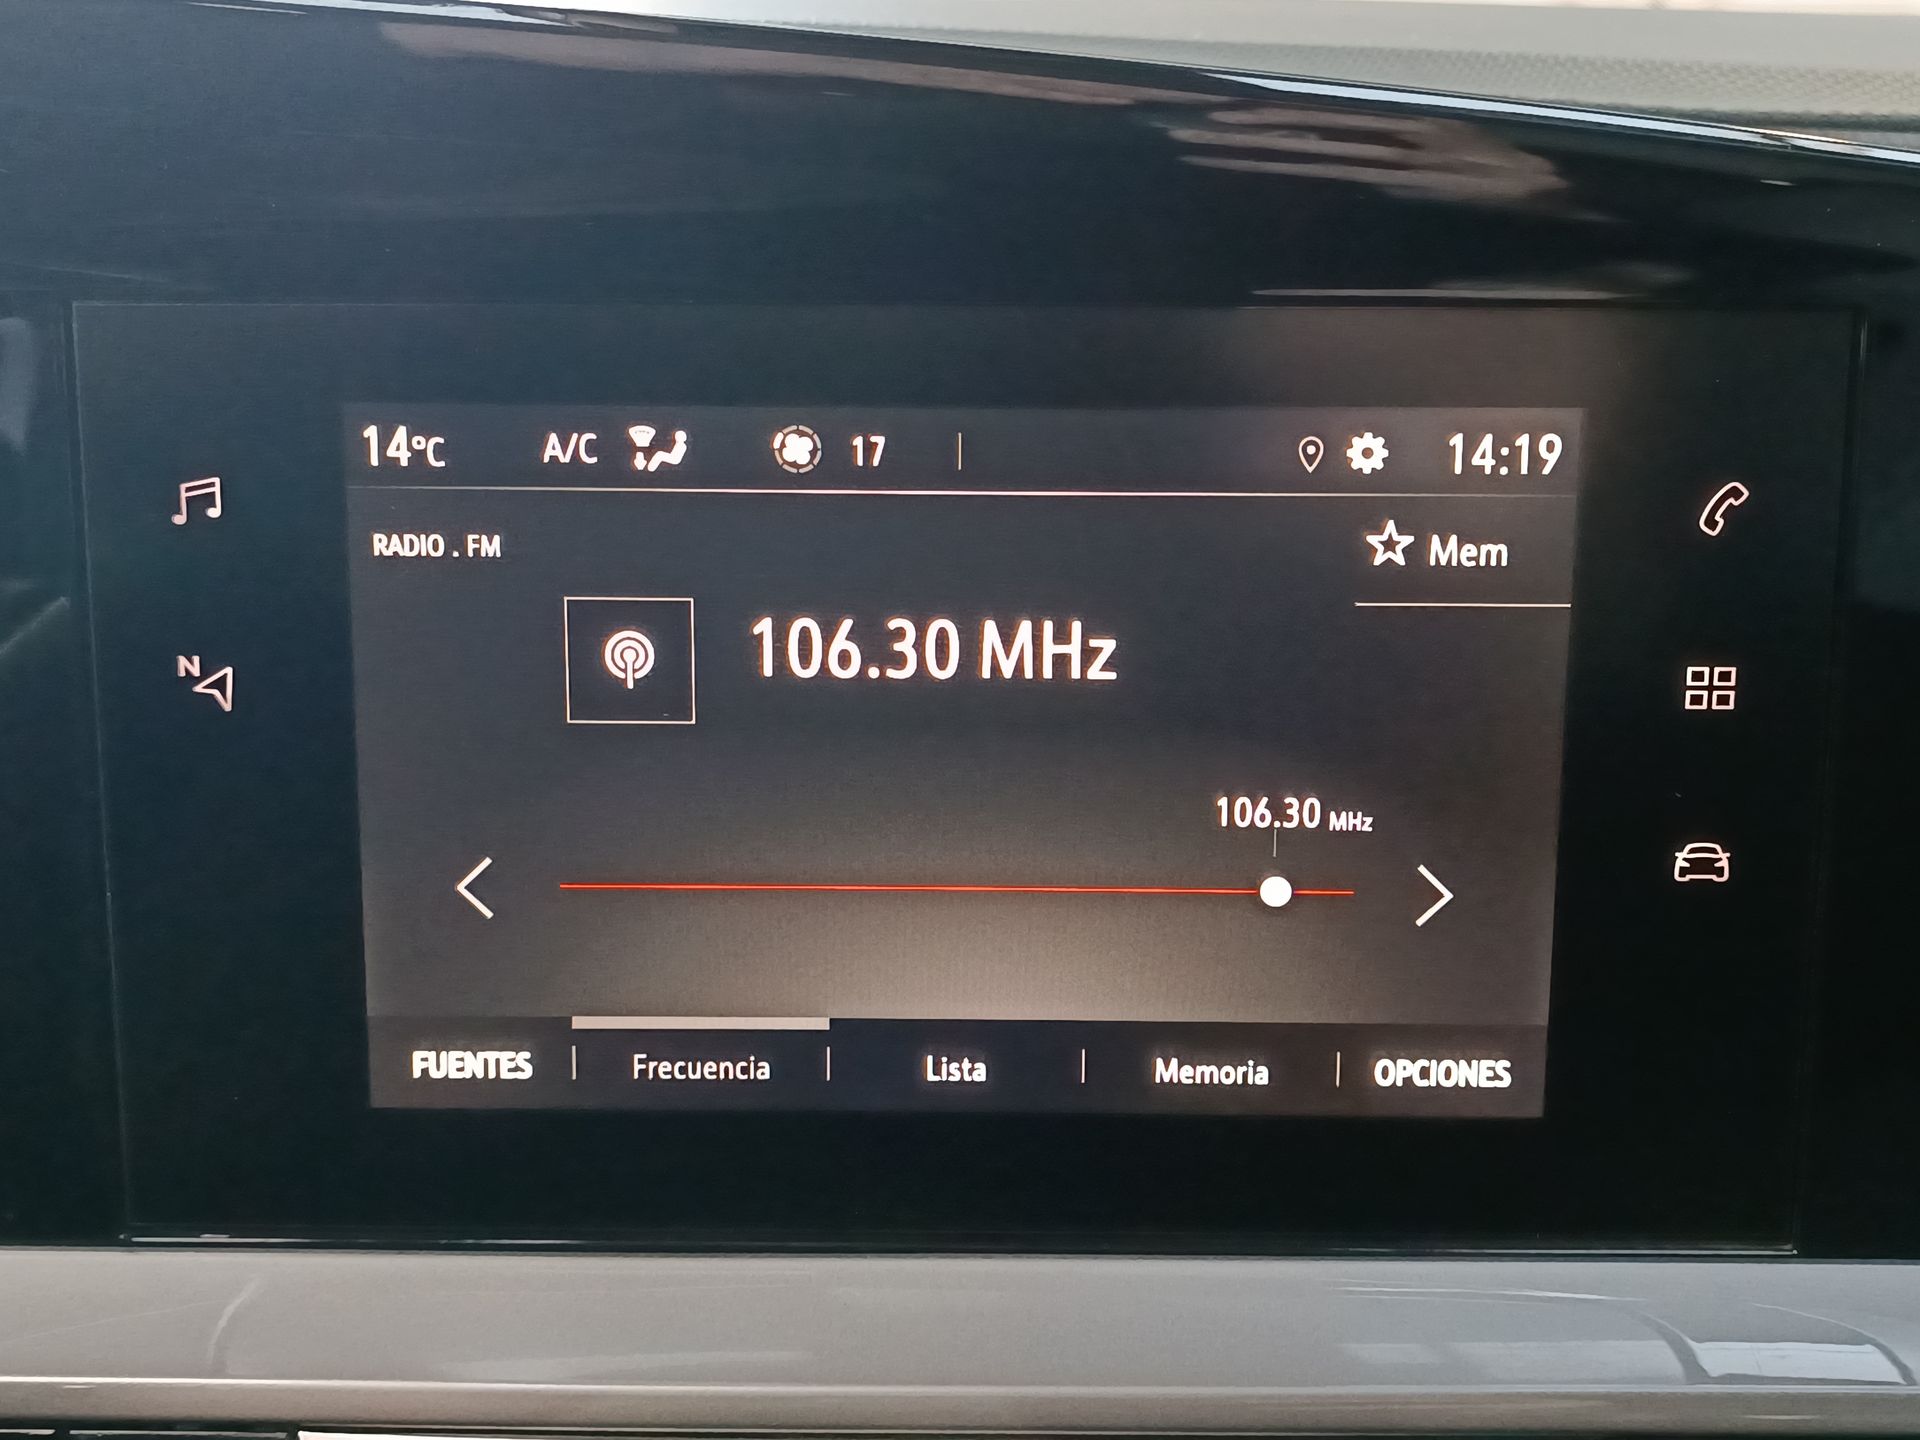 14°C A/C 17 14:19
RADIO . FM
Mem
106.30 MHz
106.30 MHz
N
FUENTES Frecuencia Lista Memoria OPCIONES